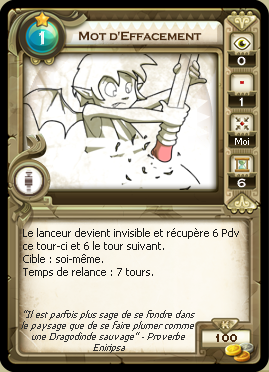 1
Mot d'Effacement
0
1
Moi
6
Le lanceur devient invisible et récupère 6 Pdv
ce tour-ci et 6 le tour suivant.
Cible : soi-même.
Temps de relance : 7 tours.
"Il est parfois plus sage de se fondre dans
le paysage que de se faire plumer comme
une Dragodinde sauvage" - Proverbe
Eniripsa
K
100